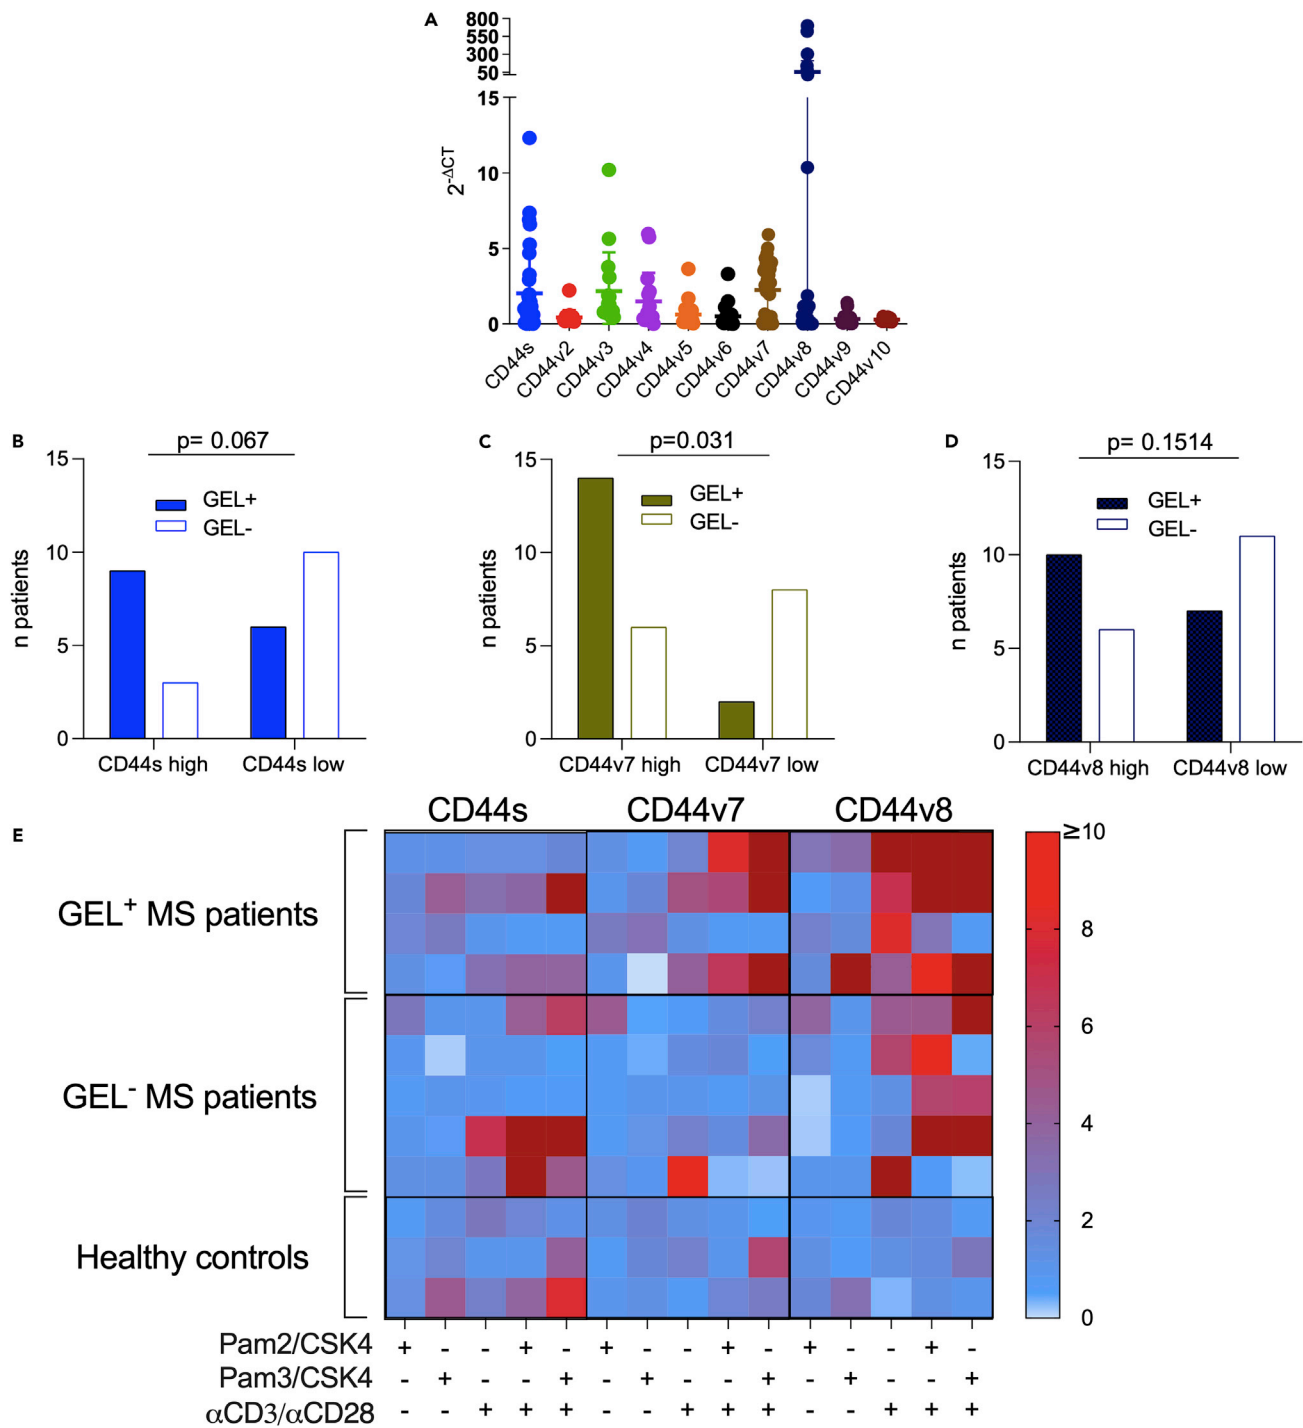 A
800
550
300
50
15
10
5
0
2-ΔCT
CD44s
CD44v2
CD44v3
CD44v4
CD44v5
CD44v6
CD44v7
CD44v8
CD44v9
CD44v10
B
p= 0.067
15
10
5
0
n patients
GEL+
GEL-
CD44s high
CD44s low
C
p=0.031
15
10
5
0
n patients
GEL+
GEL-
CD44v7 high
CD44v7 low
D
p= 0.1514
15
10
5
0
n patients
GEL+
GEL-
CD44v8 high
CD44v8 low
E
CD44s CD44v7 CD44v8
GEL+ MS patients
GEL- MS patients
Healthy controls
≥10
8
6
4
2
0
Pam2/CSK4 + - - + - + - - + - + - - + -
Pam3/CSK4 - + - - + - + - - + - + - - +
αCD3/αCD28 - - + + + - - + + + - - + + +